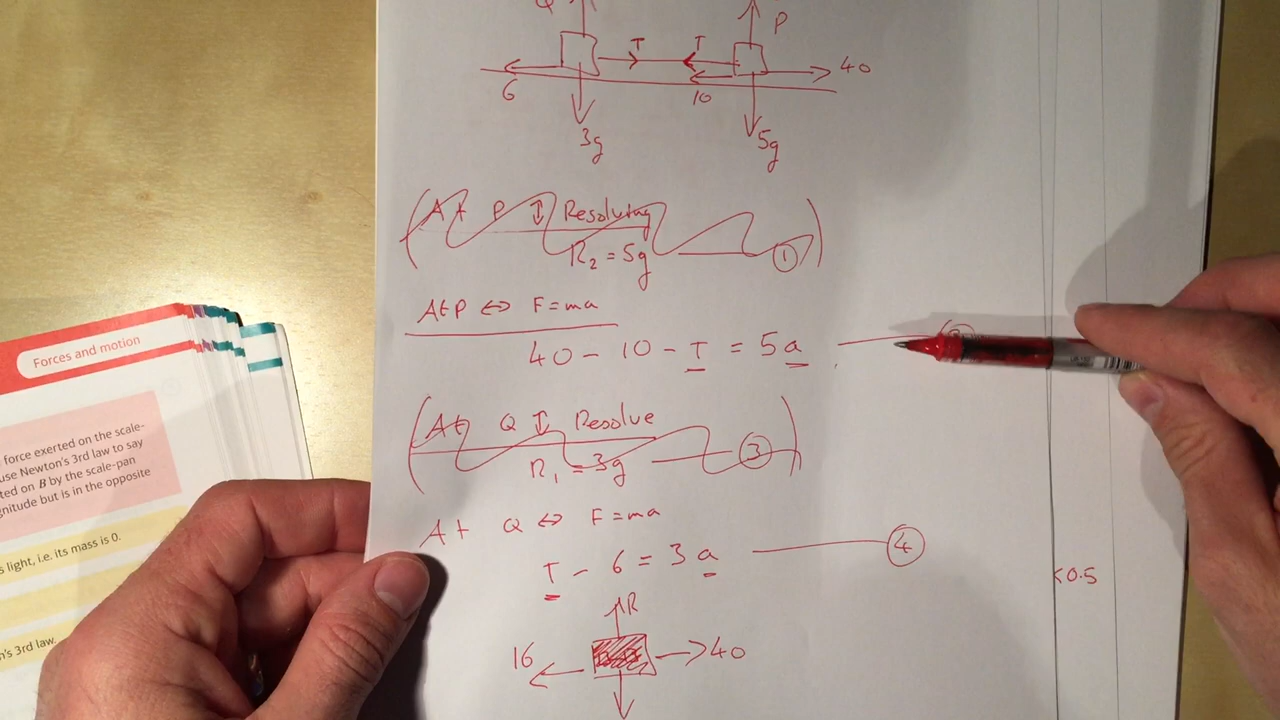 Q
P
T T
40
6
10
3g
5g
At P ↕ Resolving
R₂ = 5g ①
At P ⇔ F=ma
40 - 10 - T = 5a
At Q ↕ Resolve
R₁ = 3g ③
At Q ⇔ F=ma
T - 6 = 3a ④
R
16
40
<0.5
Forces and motion
force exerted on the scale-
use Newton's 3rd law to say
ted on B by the scale-pan
gnitude but is in the opposite
s light, i.e. its mass is 0.
n's 3rd law.